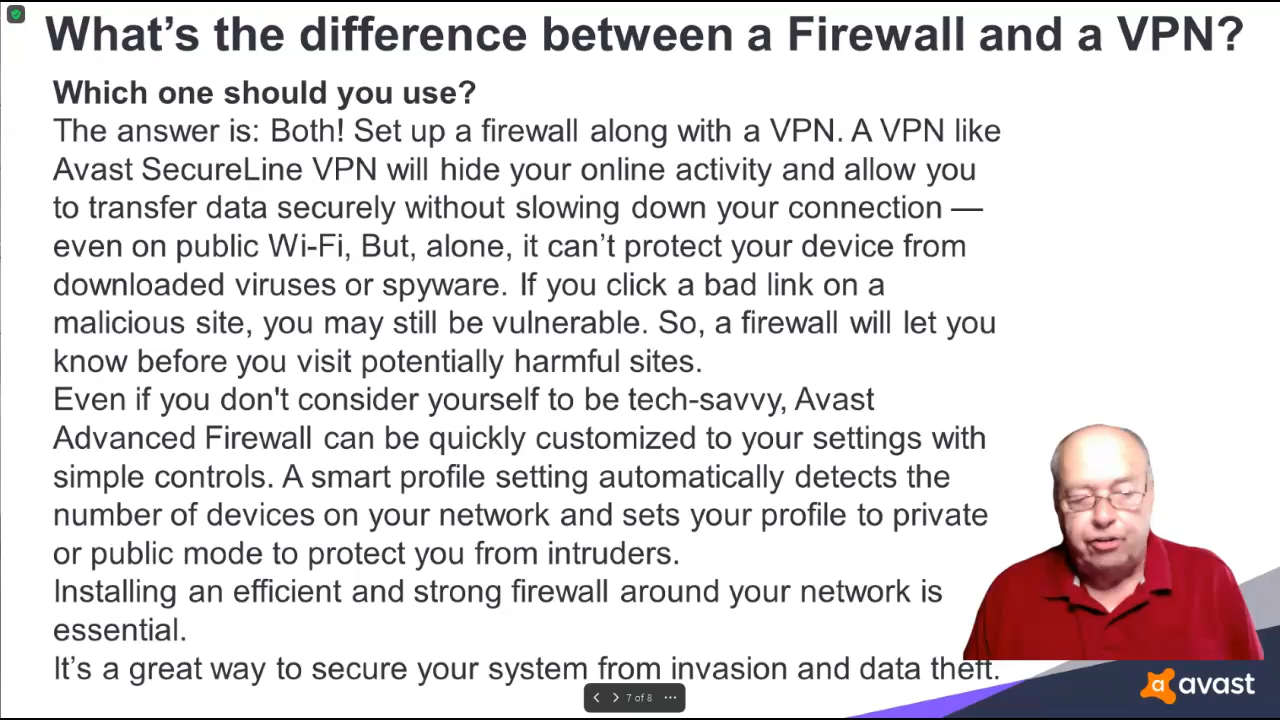 What's the difference between a Firewall and a VPN?
Which one should you use?
The answer is: Both! Set up a firewall along with a VPN. A VPN like
Avast SecureLine VPN will hide your online activity and allow you
to transfer data securely without slowing down your connection —
even on public Wi-Fi, But, alone, it can’t protect your device from
downloaded viruses or spyware. If you click a bad link on a
malicious site, you may still be vulnerable. So, a firewall will let you
know before you visit potentially harmful sites.
Even if you don't consider yourself to be tech-savvy, Avast
Advanced Firewall can be quickly customized to your settings with
simple controls. A smart profile setting automatically detects the
number of devices on your network and sets your profile to private
or public mode to protect you from intruders.
Installing an efficient and strong firewall around your network is
essential.
It’s a great way to secure your system from invasion and data theft.
avast
7 of 8